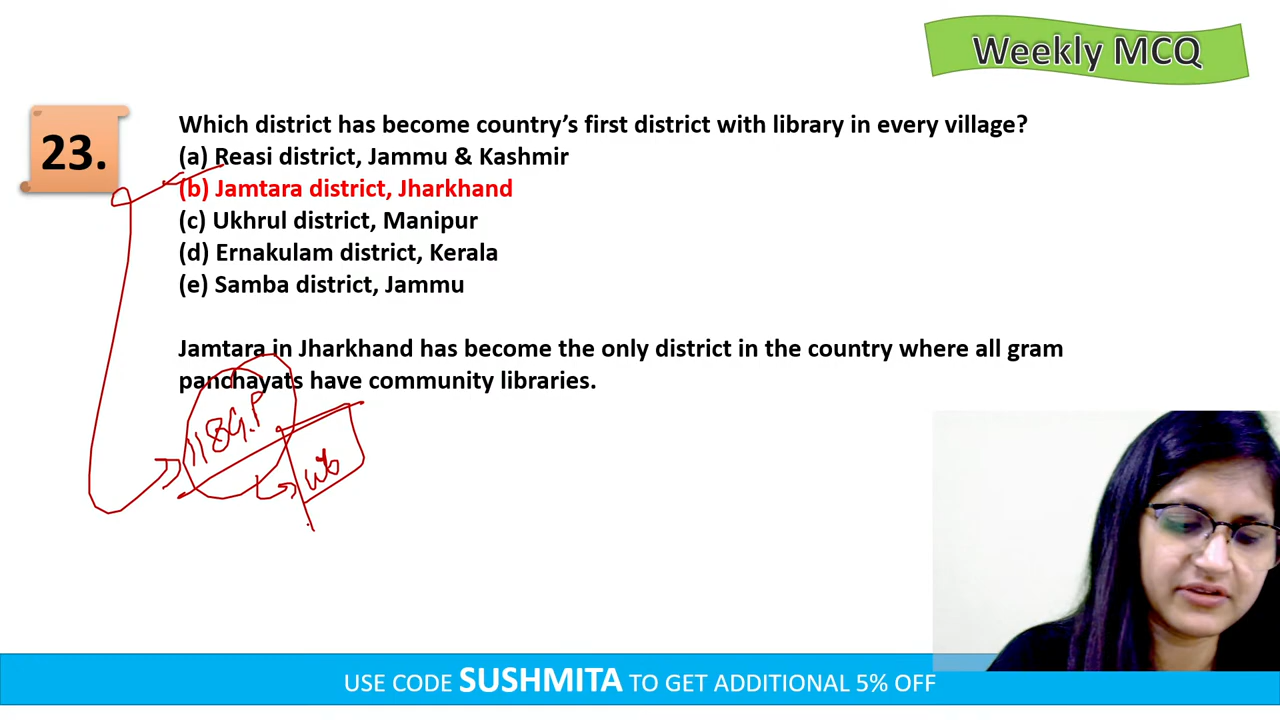 Weekly MCQ
23.
Which district has become country's first district with library in every village?
(a) Reasi district, Jammu & Kashmir
(b) Jamtara district, Jharkhand
(c) Ukhrul district, Manipur
(d) Ernakulam district, Kerala
(e) Samba district, Jammu
Jamtara in Jharkhand has become the only district in the country where all gram
panchayats have community libraries.
118 G.P
USE CODE SUSHMITA TO GET ADDITIONAL 5% OFF